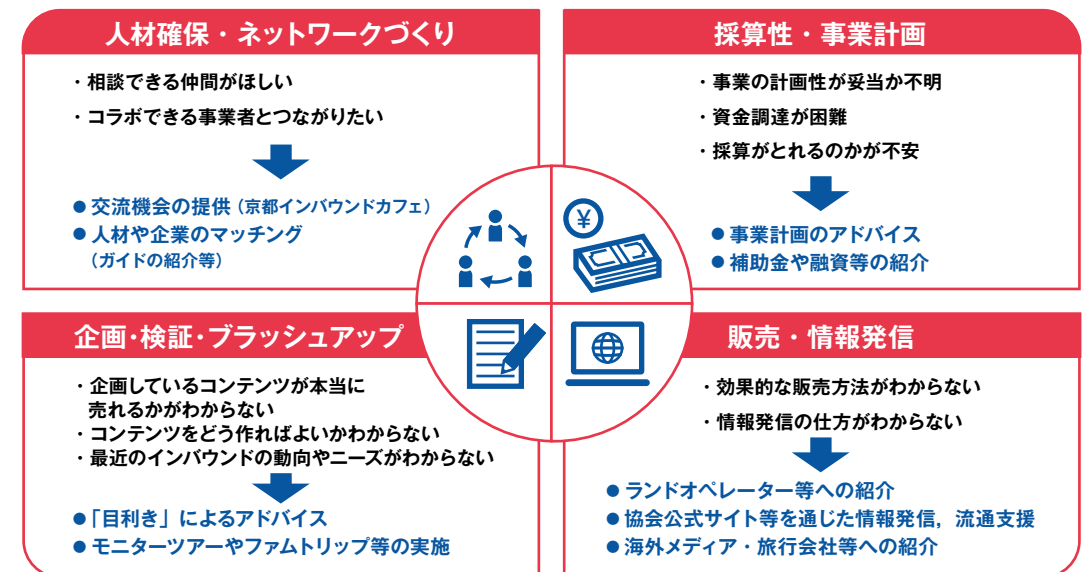 人材確保・ネットワークづくり
・相談できる仲間がほしい
・コラボできる事業者とつながりたい
●交流機会の提供（京都インバウンドカフェ）
●人材や企業のマッチング
（ガイドの紹介等）
採算性・事業計画
・事業の計画性が妥当か不明
・資金調達が困難
・採算がとれるのかが不安
●事業計画のアドバイス
●補助金や融資等の紹介
¥
企画・検証・ブラッシュアップ
・企画しているコンテンツが本当に
売れるかがわからない
・コンテンツをどう作ればよいかわからない
・最近のインバウンドの動向やニーズがわからない
●「目利き」によるアドバイス
●モニターツアーやファムトリップ等の実施
販売・情報発信
・効果的な販売方法がわからない
・情報発信の仕方がわからない
●ランドオペレーター等への紹介
●協会公式サイト等を通じた情報発信，流通支援
●海外メディア・旅行会社等への紹介